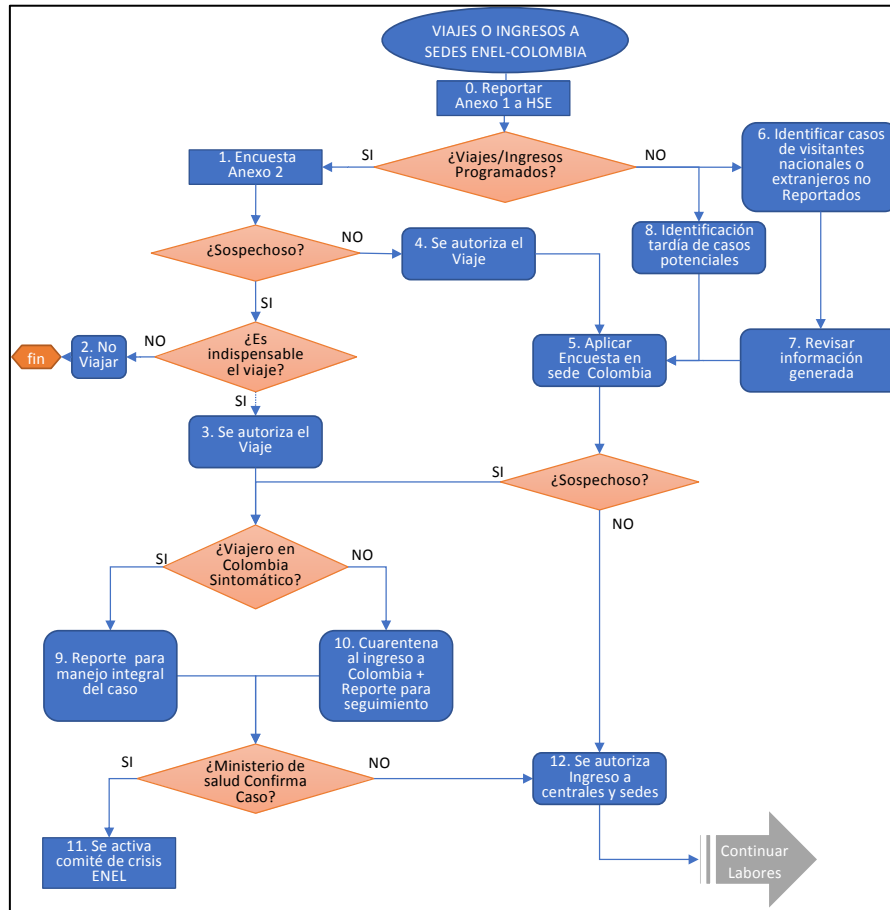 VIAJES O INGRESOS A
SEDES ENEL-COLOMBIA
0. Reportar
Anexo 1 a HSE
¿Viajes/Ingresos
Programados?
SI
NO
1. Encuesta
Anexo 2
6. Identificar casos
de visitantes
nacionales o
extranjeros no
Reportados
¿Sospechoso?
NO
SI
4. Se autoriza el
Viaje
8. Identificación
tardía de casos
potenciales
¿Es
indispensable
el viaje?
NO
SI
2. No
Viajar
fin
5. Aplicar
Encuesta en
sede Colombia
7. Revisar
información
generada
3. Se autoriza el
Viaje
¿Sospechoso?
SI
NO
¿Viajero en
Colombia
Sintomático?
SI
NO
9. Reporte para
manejo integral
del caso
10. Cuarentena
al ingreso a
Colombia +
Reporte para
seguimiento
¿Ministerio de
salud Confirma
Caso?
SI
NO
12. Se autoriza
Ingreso a
centrales y sedes
11. Se activa
comité de crisis
ENEL
Continuar
Labores